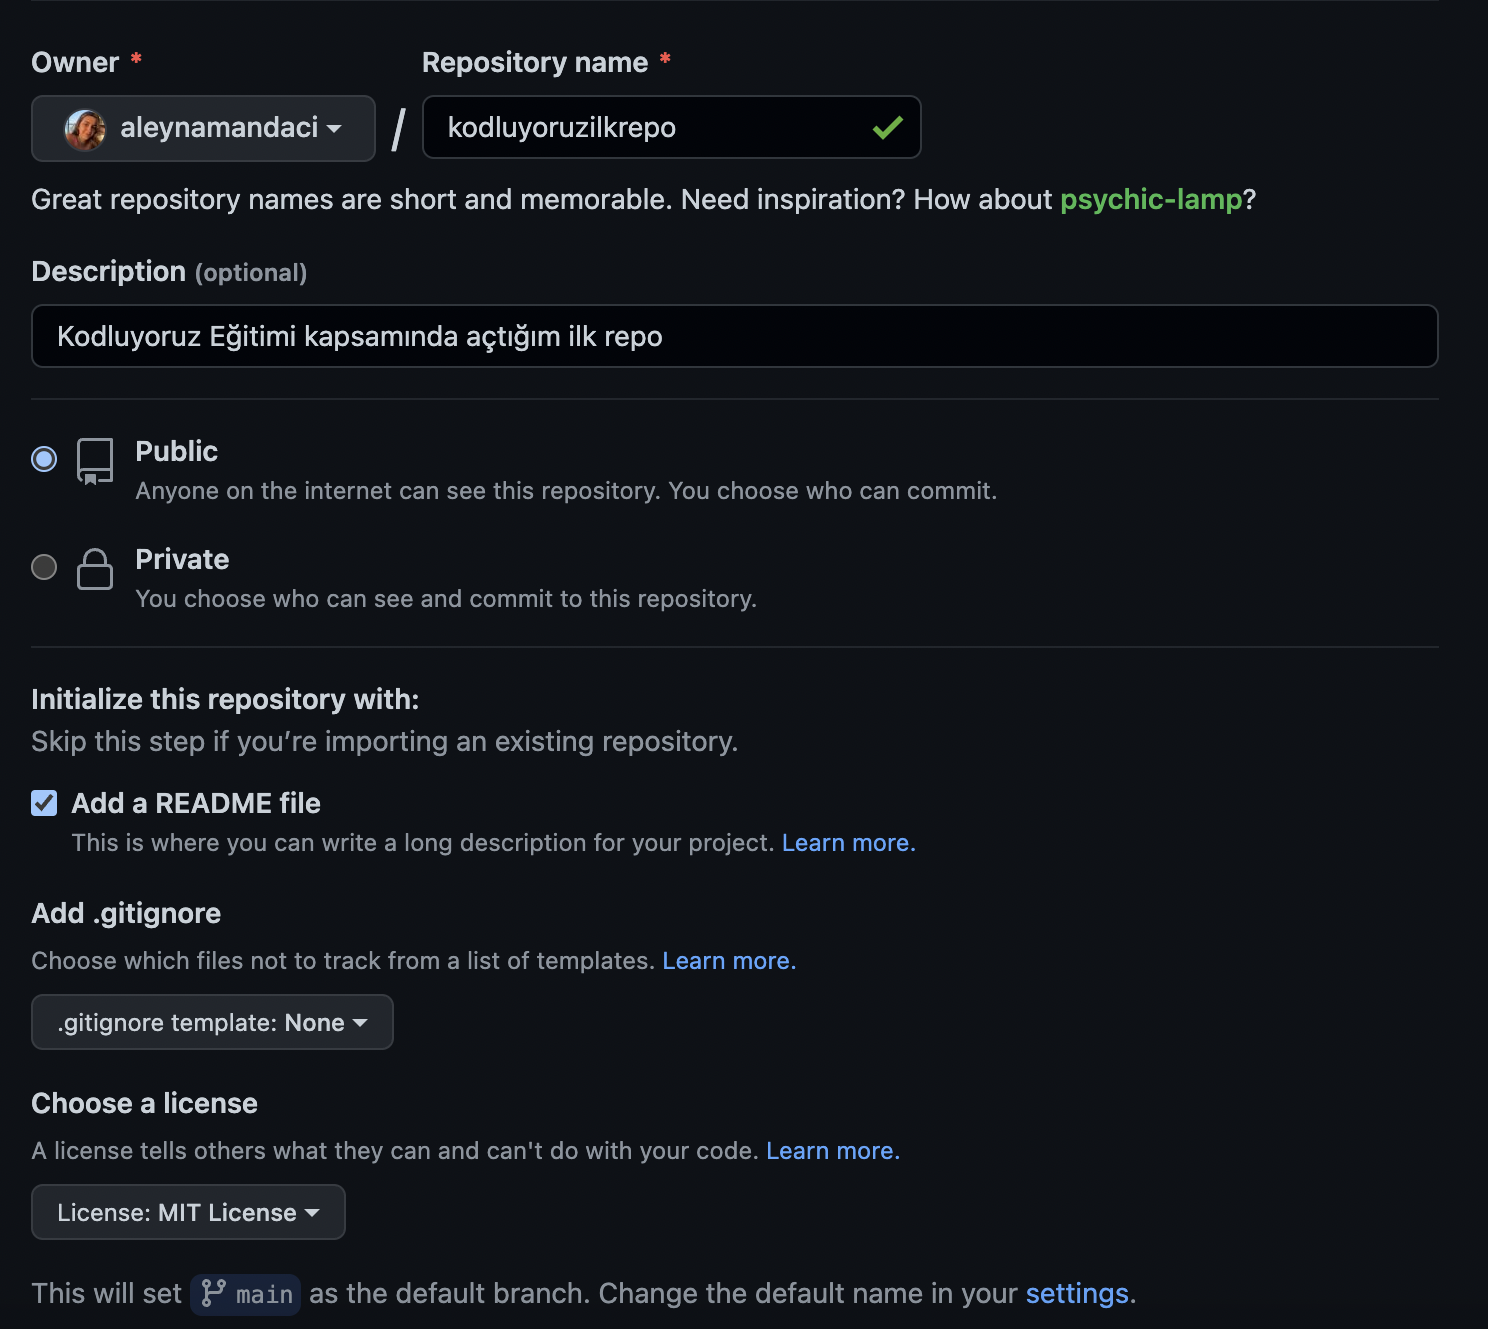 Owner * Repository name *
aleynamandaci / kodluyoruzilkrepo
Great repository names are short and memorable. Need inspiration? How about psychic-lamp?
Description (optional)
Kodluyoruz Eğitimi kapsamında açtığım ilk repo
Public
Anyone on the internet can see this repository. You choose who can commit.
Private
You choose who can see and commit to this repository.
Initialize this repository with:
Skip this step if you’re importing an existing repository.
Add a README file
This is where you can write a long description for your project. Learn more.
Add .gitignore
Choose which files not to track from a list of templates. Learn more.
.gitignore template: None
Choose a license
A license tells others what they can and can't do with your code. Learn more.
License: MIT License
This will set main as the default branch. Change the default name in your settings.